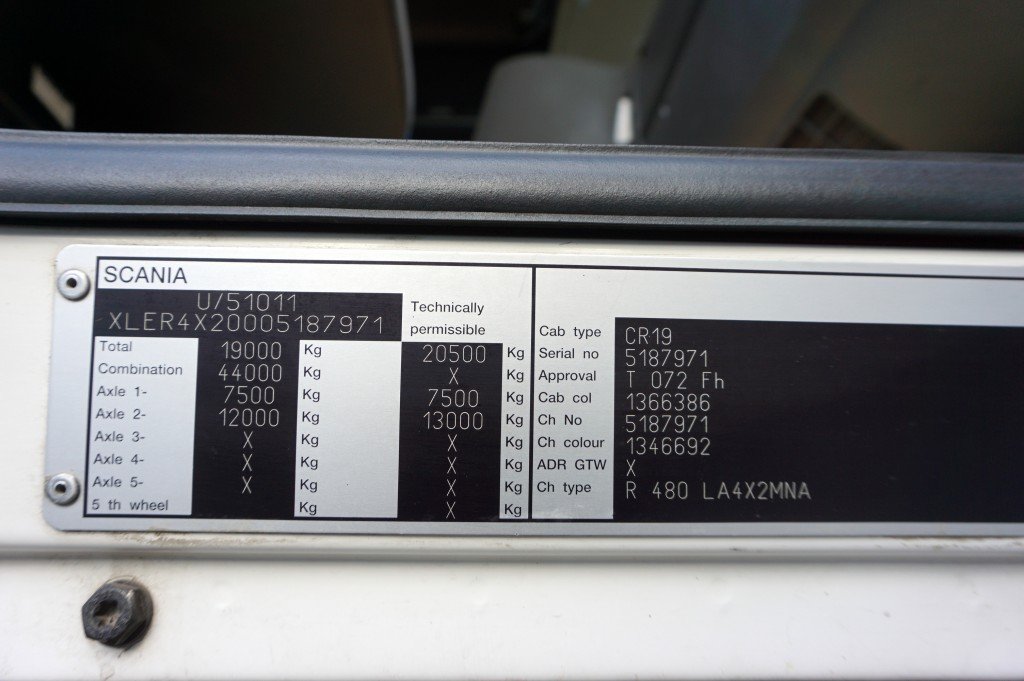 SCANIA
U/51011
XLER4X20005187971
Technically
permissible
Total 19000 Kg 20500 Kg
Combination 44000 Kg X Kg
Axle 1- 7500 Kg 7500 Kg
Axle 2- 12000 Kg 13000 Kg
Axle 3- X Kg X Kg
Axle 4- X Kg X Kg
Axle 5- X Kg X Kg
5 th wheel Kg X Kg
Cab type CR19
Serial no 5187971
Approval T 072 Fh
Cab col 1366386
Ch No 5187971
Ch colour 1346692
ADR GTW X
Ch type R 480 LA4X2MNA